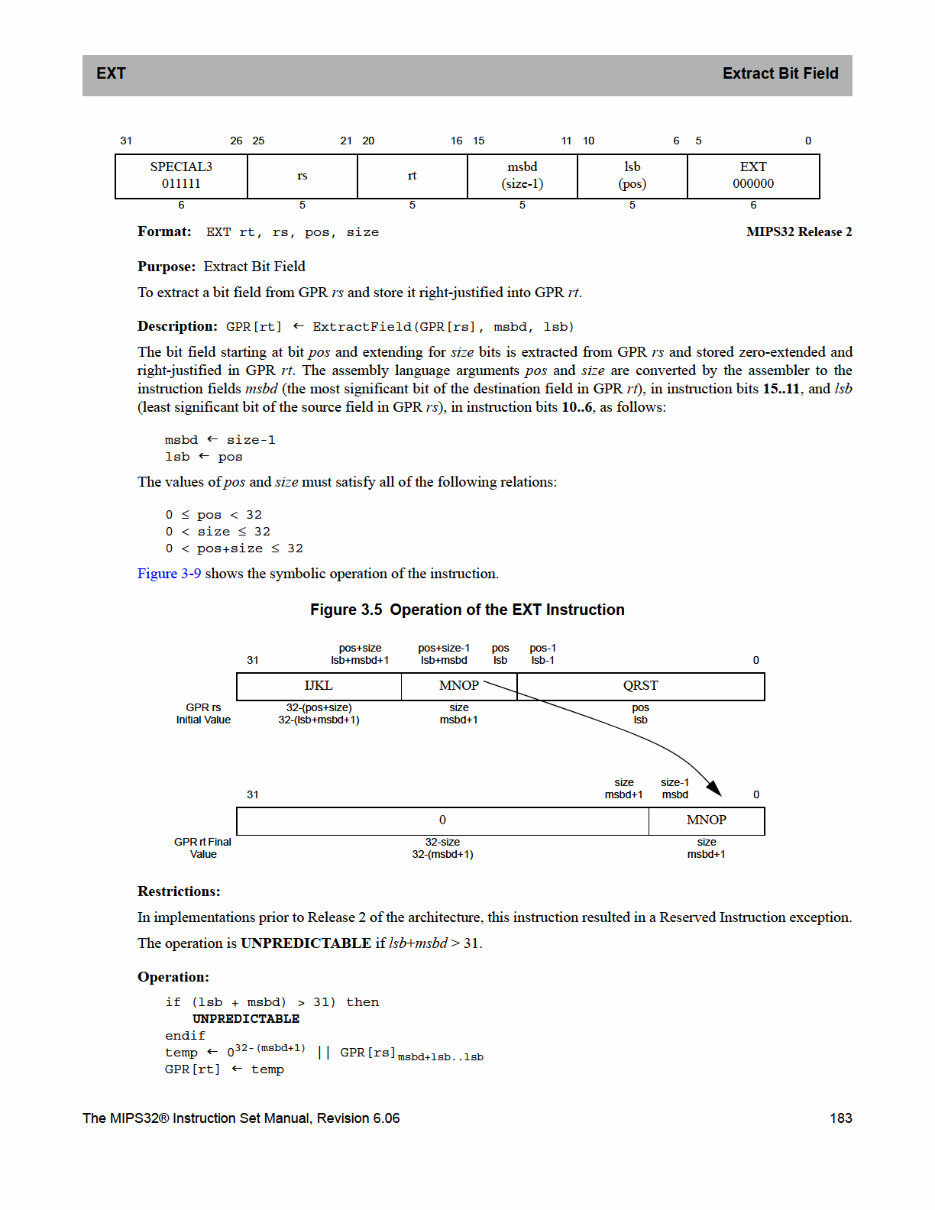 EXT Extract Bit Field
31 26 25 21 20 16 15 11 10 6 5 0
SPECIAL3 rs rt msbd lsb EXT
011111 (size-1) (pos) 000000
6 5 5 5 5 6
Format: EXT rt, rs, pos, size MIPS32 Release 2
Purpose: Extract Bit Field
To extract a bit field from GPR rs and store it right-justified into GPR rt.
Description: GPR[rt] ← ExtractField(GPR[rs], msbd, lsb)
The bit field starting at bit pos and extending for size bits is extracted from GPR rs and stored zero-extended and
right-justified in GPR rt. The assembly language arguments pos and size are converted by the assembler to the
instruction fields msbd (the most significant bit of the destination field in GPR rt), in instruction bits 15..11, and lsb
(least significant bit of the source field in GPR rs), in instruction bits 10..6, as follows:
msbd ← size-1
lsb ← pos
The values of pos and size must satisfy all of the following relations:
0 ≤ pos < 32
0 < size ≤ 32
0 < pos+size ≤ 32
Figure 3-9 shows the symbolic operation of the instruction.
Figure 3.5 Operation of the EXT Instruction
pos+size pos+size-1 pos pos-1
31 lsb+msbd+1 lsb+msbd lsb lsb-1 0
IJKL MNOP QRST
GPR rs 32-(pos+size) size pos
Initial Value 32-(lsb+msbd+1) msbd+1 lsb
size size-1
31 msbd+1 msbd 0
0 MNOP
GPR rt Final 32-size size
Value 32-(msbd+1) msbd+1
Restrictions:
In implementations prior to Release 2 of the architecture, this instruction resulted in a Reserved Instruction exception.
The operation is UNPREDICTABLE if lsb+msbd > 31.
Operation:
if (lsb + msbd) > 31) then
UNPREDICTABLE
endif
temp ← 0^32-(msbd+1) || GPR[rs]_msbd+lsb..lsb
GPR[rt] ← temp
The MIPS32® Instruction Set Manual, Revision 6.06 183